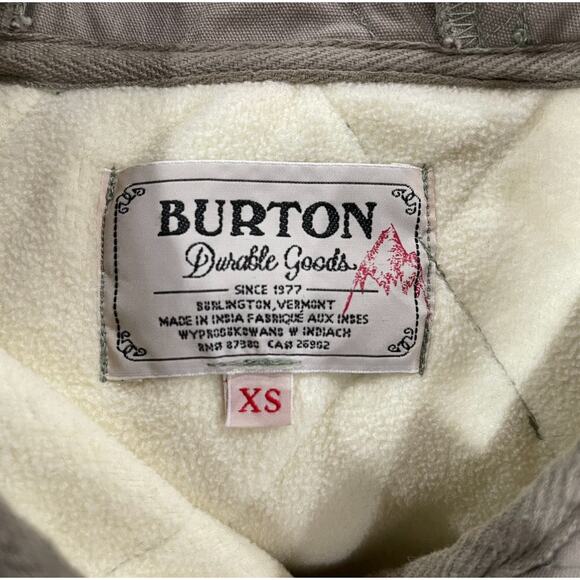 BURTON
Durable Goods
SINCE 1977
BURLINGTON, VERMONT
MADE IN INDIA FABRIQUÉ AUX INDES
WYPRODUKOWANO W INDIACH
RN# 87380 CA# 26902
XS